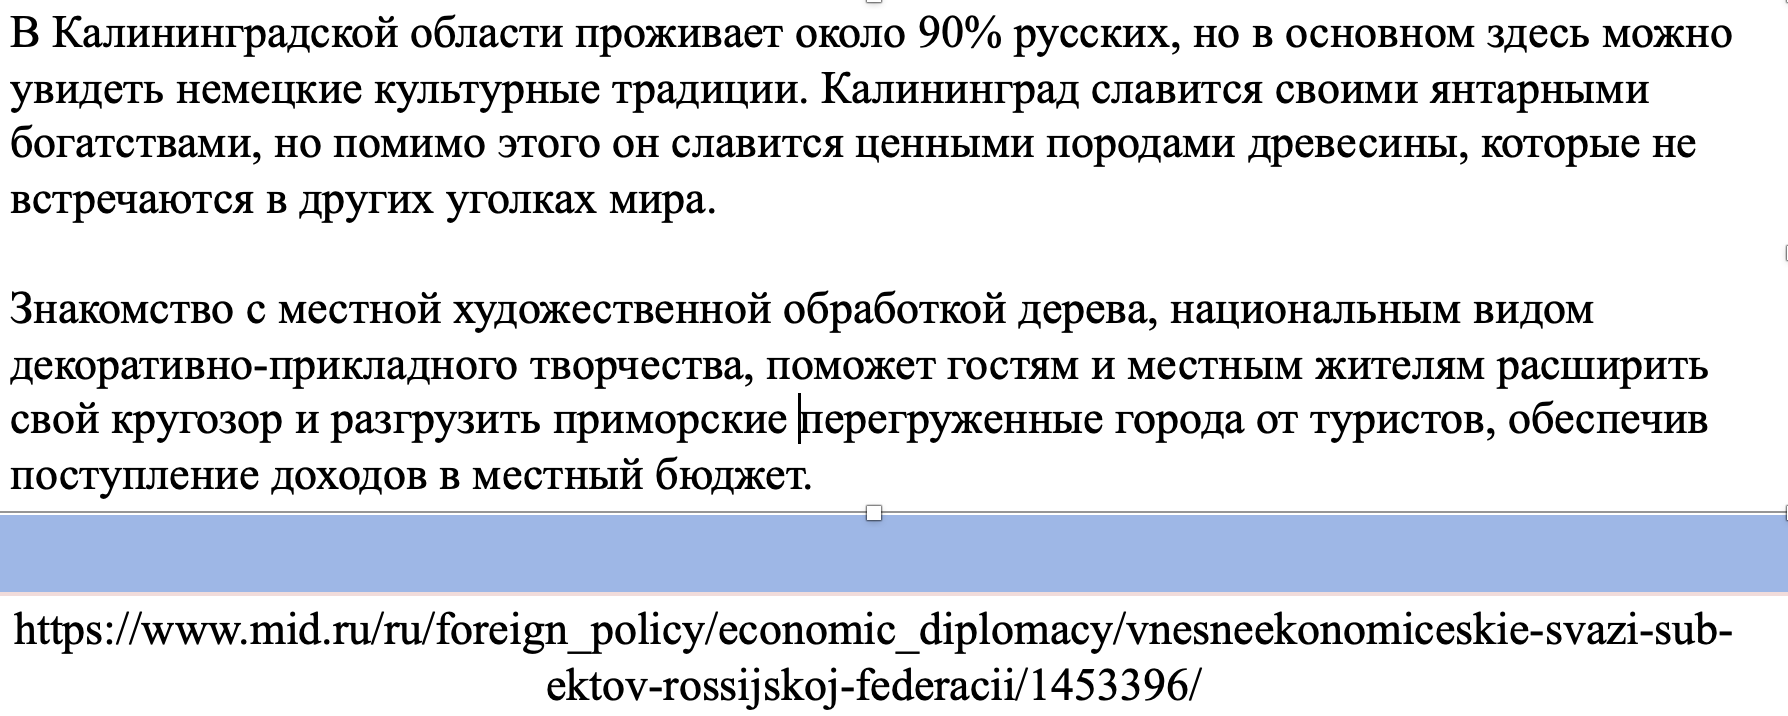 В Калининградской области проживает около 90% русских, но в основном здесь можно
увидеть немецкие культурные традиции. Калининград славится своими янтарными
богатствами, но помимо этого он славится ценными породами древесины, которые не
встречаются в других уголках мира.
Знакомство с местной художественной обработкой дерева, национальным видом
декоративно-прикладного творчества, поможет гостям и местным жителям расширить
свой кругозор и разгрузить приморские перегруженные города от туристов, обеспечив
поступление доходов в местный бюджет.
https://www.mid.ru/ru/foreign_policy/economic_diplomacy/vnesneekonomiceskie-svazi-sub-
ektov-rossijskoj-federacii/1453396/